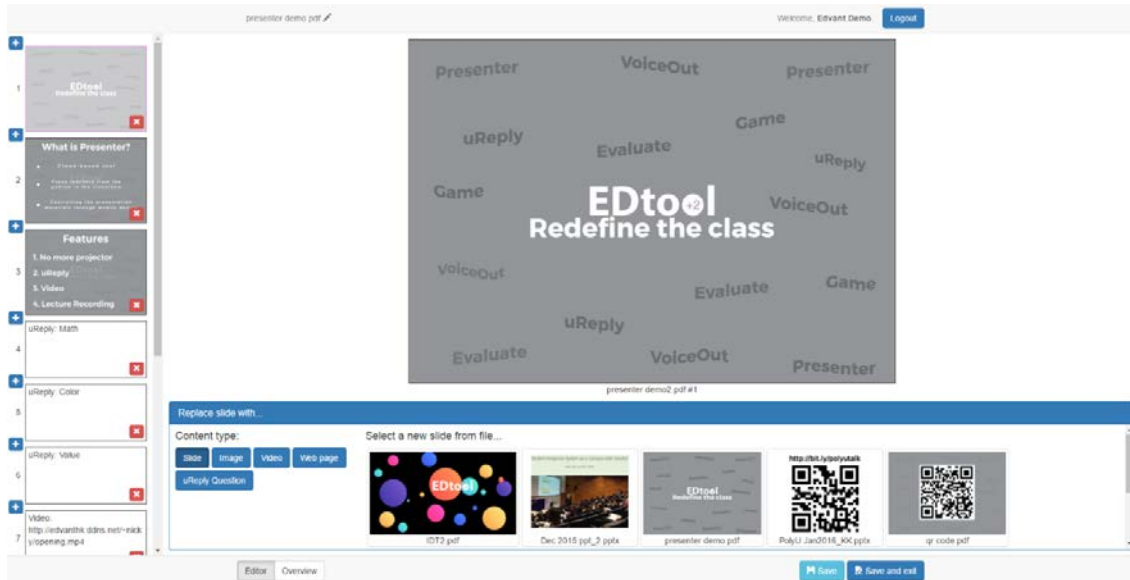 presenter demo pdf
Welcome, Edvant Demo
Logout
1
EDtool
Redefine the class
2
What is Presenter?
3
Features
1. No more projector
2. uReply
3. Video
4. Lecture Recording
4
uReply: Math
5
uReply: Color
6
uReply: Value
7
Video:
http://edvanthk.ddns.net/~nick
y/opening.mp4
Presenter
VoiceOut
Presenter
Game
uReply
Evaluate
uReply
Game
EDtool
+2
VoiceOut
Redefine the class
VoiceOut
Evaluate
Game
uReply
Evaluate
VoiceOut
Presenter
presenter demo2 pdf #1
Replace slide with...
Content type:
Slide
Image
Video
Web page
uReply Question
Select a new slide from file...
EDtool
IDT2 pdf
Dec 2015 ppt_2 pptx
EDtool
Redefine the class
presenter demo pdf
http://bit.ly/polyutalk
PolyU Jan2016_KK pptx
qr code pdf
Editor
Overview
Save
Save and exit